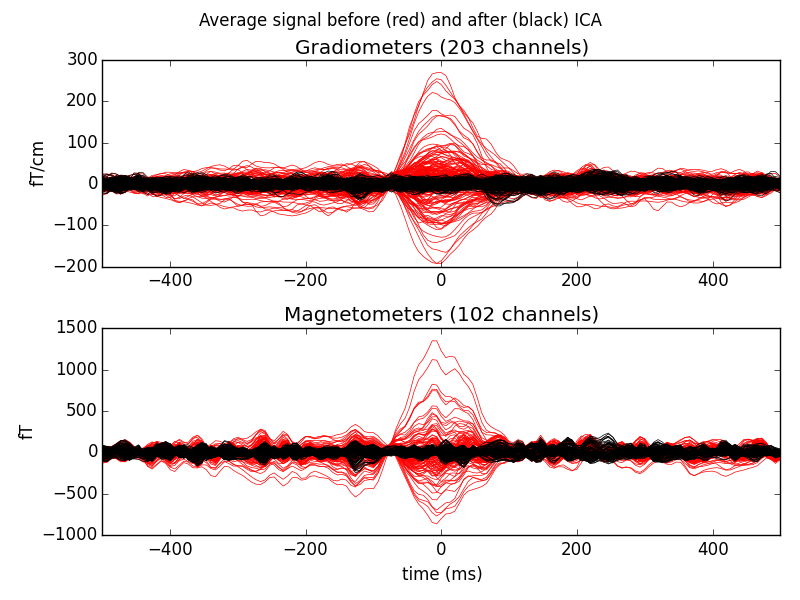 Average signal before (red) and after (black) ICA
Gradiometers (203 channels)
300
200
100
0
−100
−200
fT/cm
−400 −200 0 200 400
Magnetometers (102 channels)
1500
1000
500
0
−500
−1000
fT
−400 −200 0 200 400
time (ms)